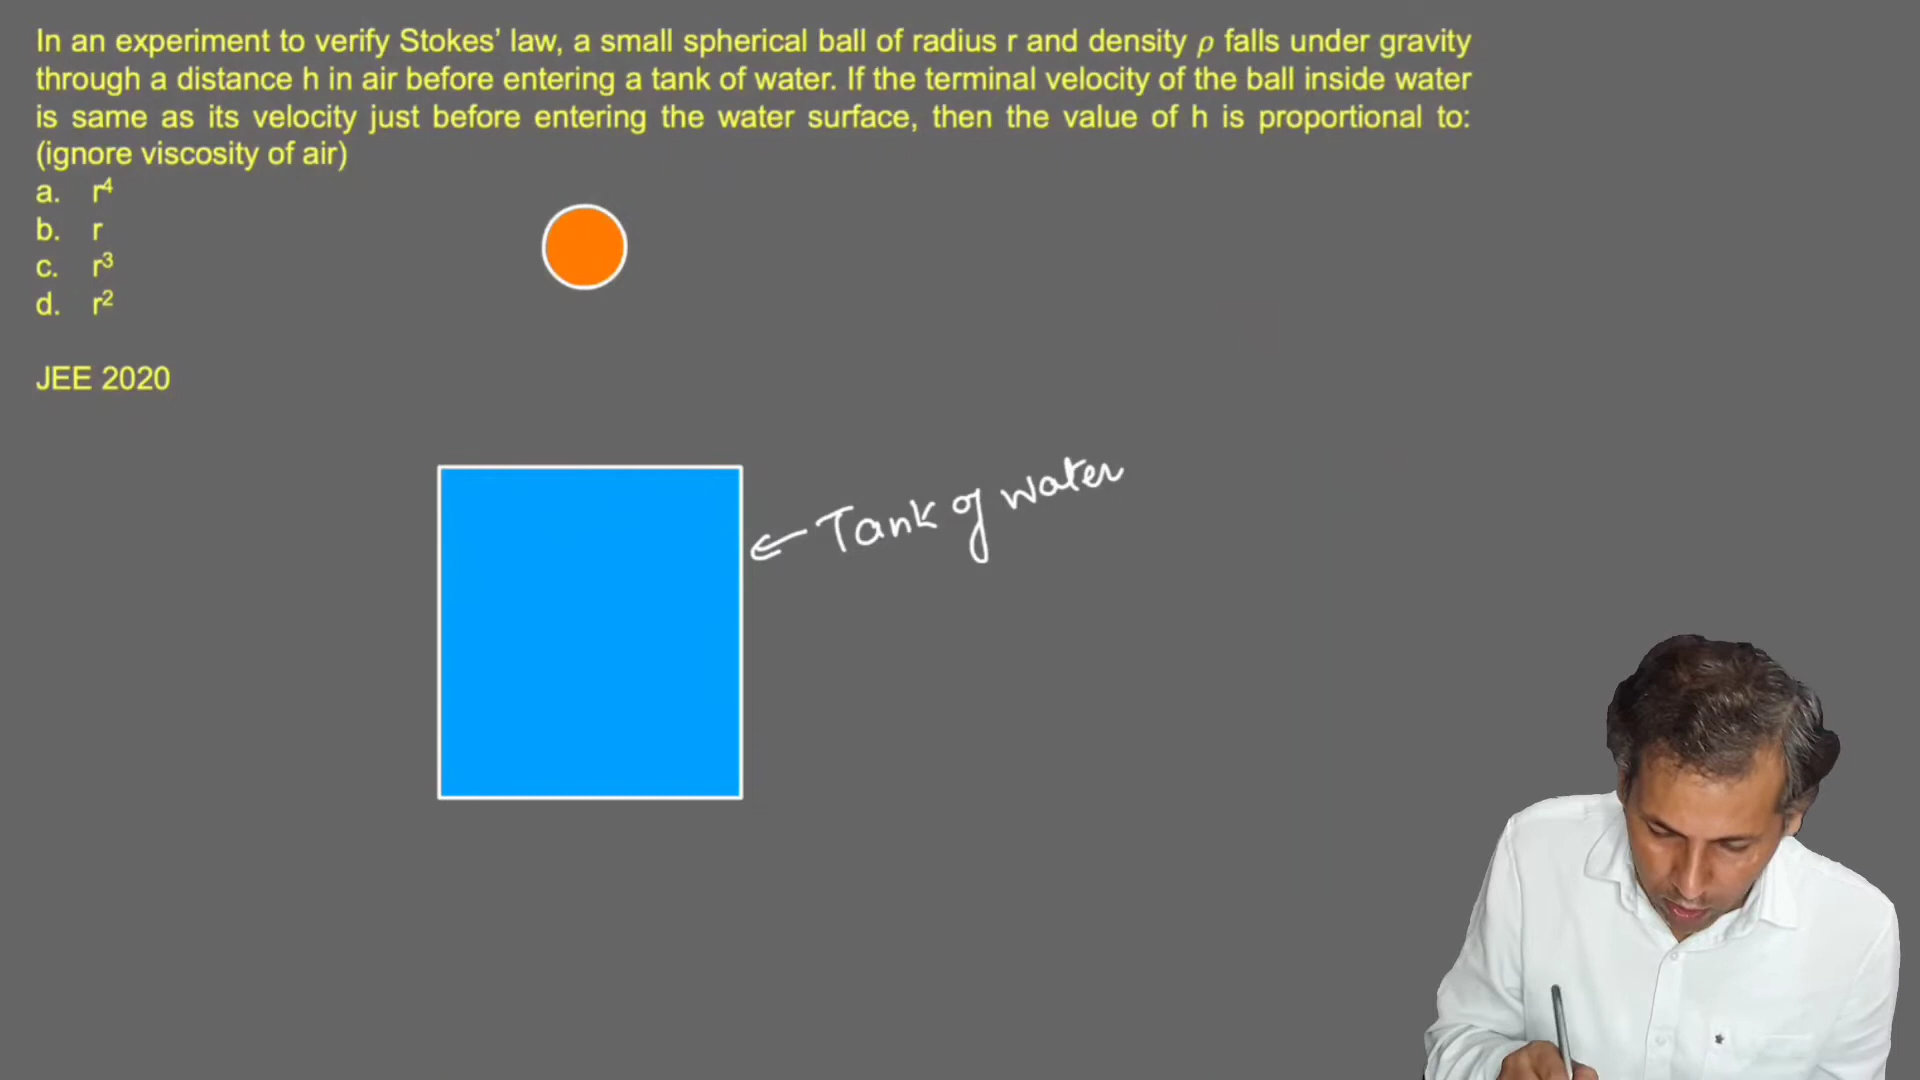 In an experiment to verify Stokes’ law, a small spherical ball of radius r and density ρ falls under gravity
through a distance h in air before entering a tank of water. If the terminal velocity of the ball inside water
is same as its velocity just before entering the water surface, then the value of h is proportional to:
(ignore viscosity of air)
a. r⁴
b. r
c. r³
d. r²
JEE 2020
Tank of water